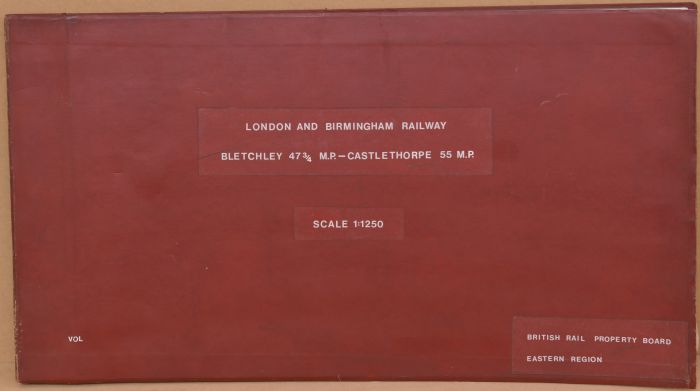 LONDON AND BIRMINGHAM RAILWAY
BLETCHLEY 47¾ M.P.—CASTLETHORPE 55 M.P.
SCALE 1:1250
VOL
BRITISH RAIL PROPERTY BOARD
EASTERN REGION